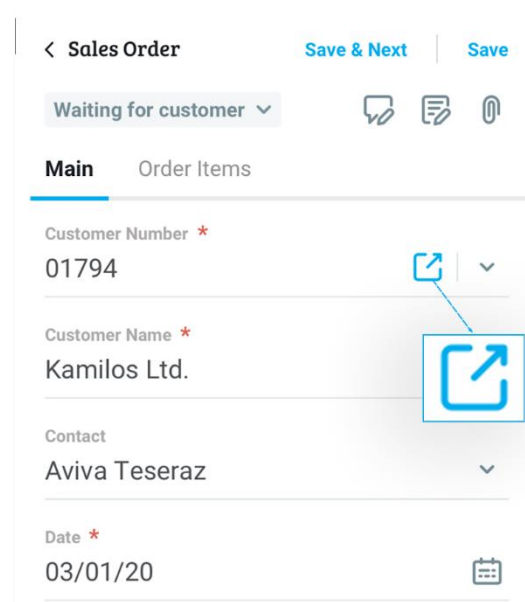 Sales Order Save & Next Save
Waiting for customer
Main Order Items
Customer Number *
01794
Customer Name *
Kamilos Ltd.
Contact
Aviva Teseraz
Date *
03/01/20